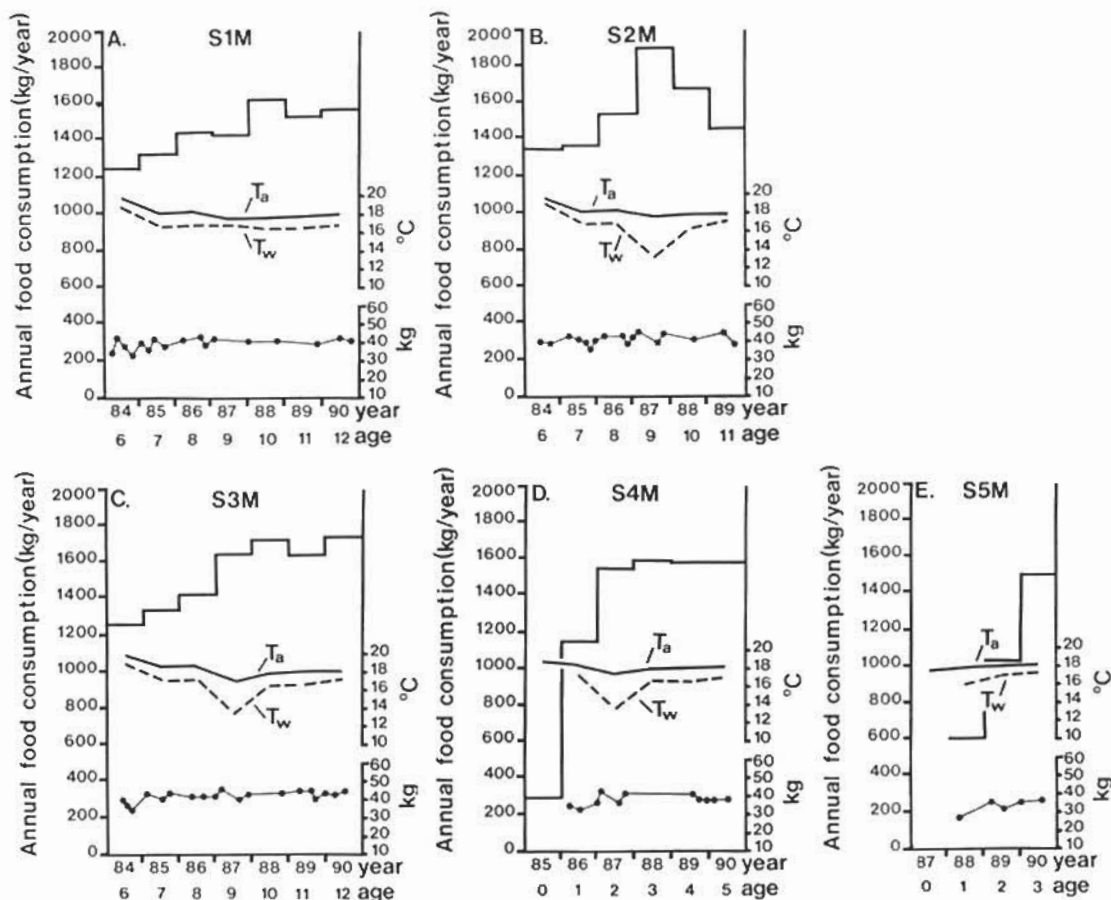 A. S1M
Annual food consumption(kg/year)
2000
1800
1600
1400
1200
1000
800
600
400
200
0
Ta
Tw
20
18
16
14
12
10
°C
60
50
40
30
20
10
kg
84 85 86 87 88 89 90 year
6 7 8 9 10 11 12 age
B. S2M
Annual food consumption (kg/year)
2000
1800
1600
1400
1200
1000
800
600
400
200
0
Ta
Tw
20
18
16
14
12
10
°C
60
50
40
30
20
10
kg
84 85 86 87 88 89 year
6 7 8 9 10 11 age
C. S3M
Annual food consumption(kg/year)
2000
1800
1600
1400
1200
1000
800
600
400
200
0
Ta
Tw
20
18
16
14
12
10
°C
60
50
40
30
20
10
kg
84 85 86 87 88 89 90 year
6 7 8 9 10 11 12 age
D. S4M
Annual food consumption(kg/year)
2000
1800
1600
1400
1200
1000
800
600
400
200
0
Ta
Tw
20
18
16
14
12
10
°C
60
50
40
30
20
10
kg
85 86 87 88 89 90 year
0 1 2 3 4 5 age
E. S5M
Annual food consumption(kg/year)
2000
1800
1600
1400
1200
1000
800
600
400
200
0
Ta
Tw
20
18
16
14
12
10
°C
60
50
40
30
20
10
kg
87 88 89 90 year
0 1 2 3 age